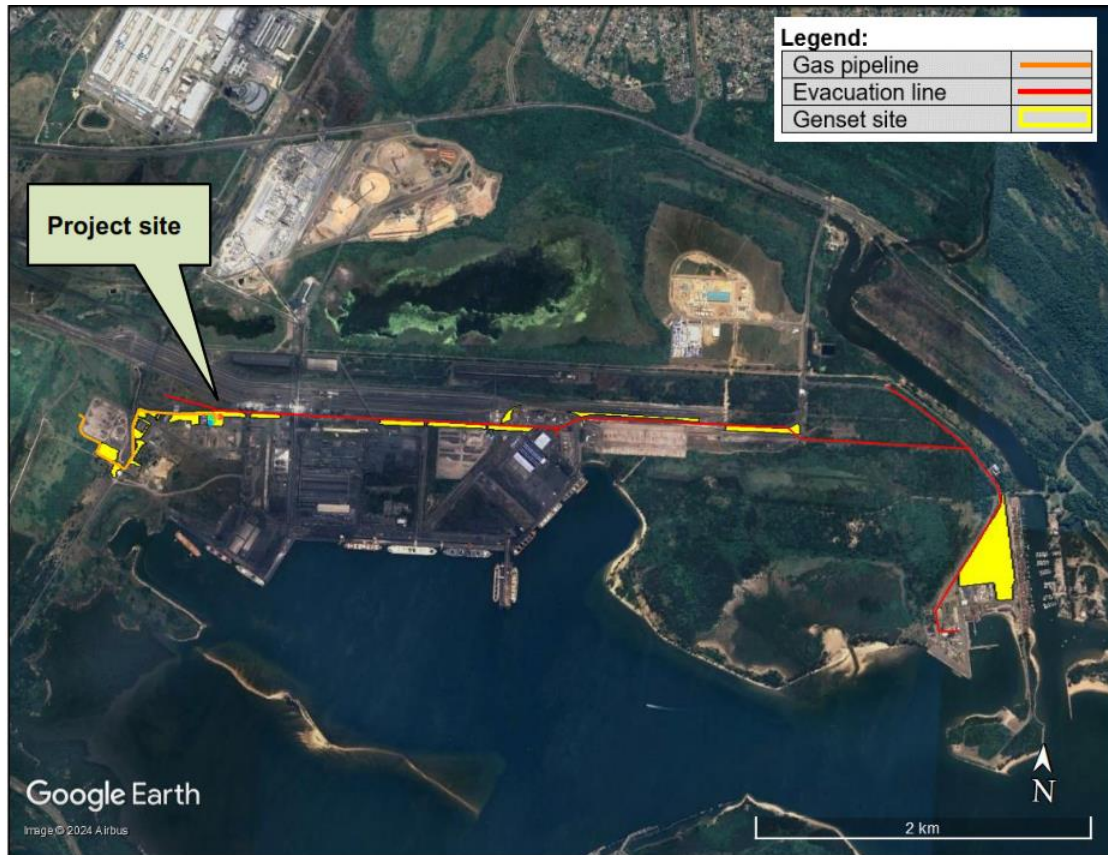 Legend:
Gas pipeline
Evacuation line
Genset site
Project site
N
Google Earth
Image © 2024 Airbus
2 km